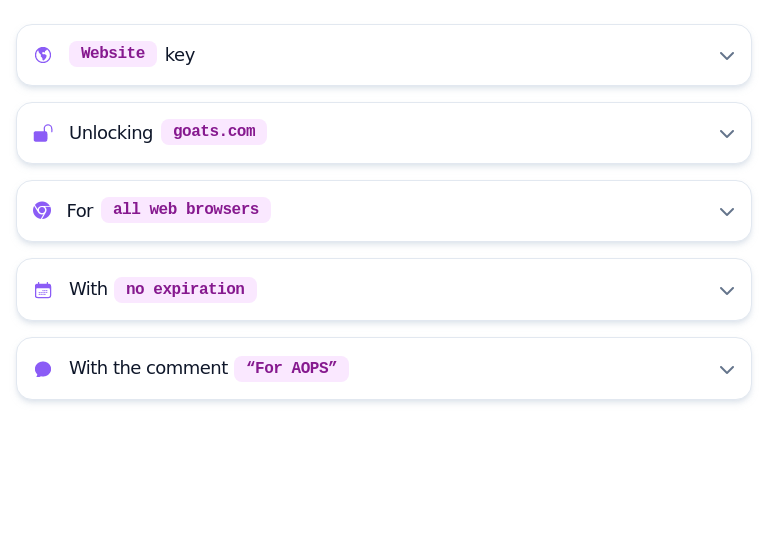 Website key
Unlocking goats.com
For all web browsers
With no expiration
With the comment “For AOPS”